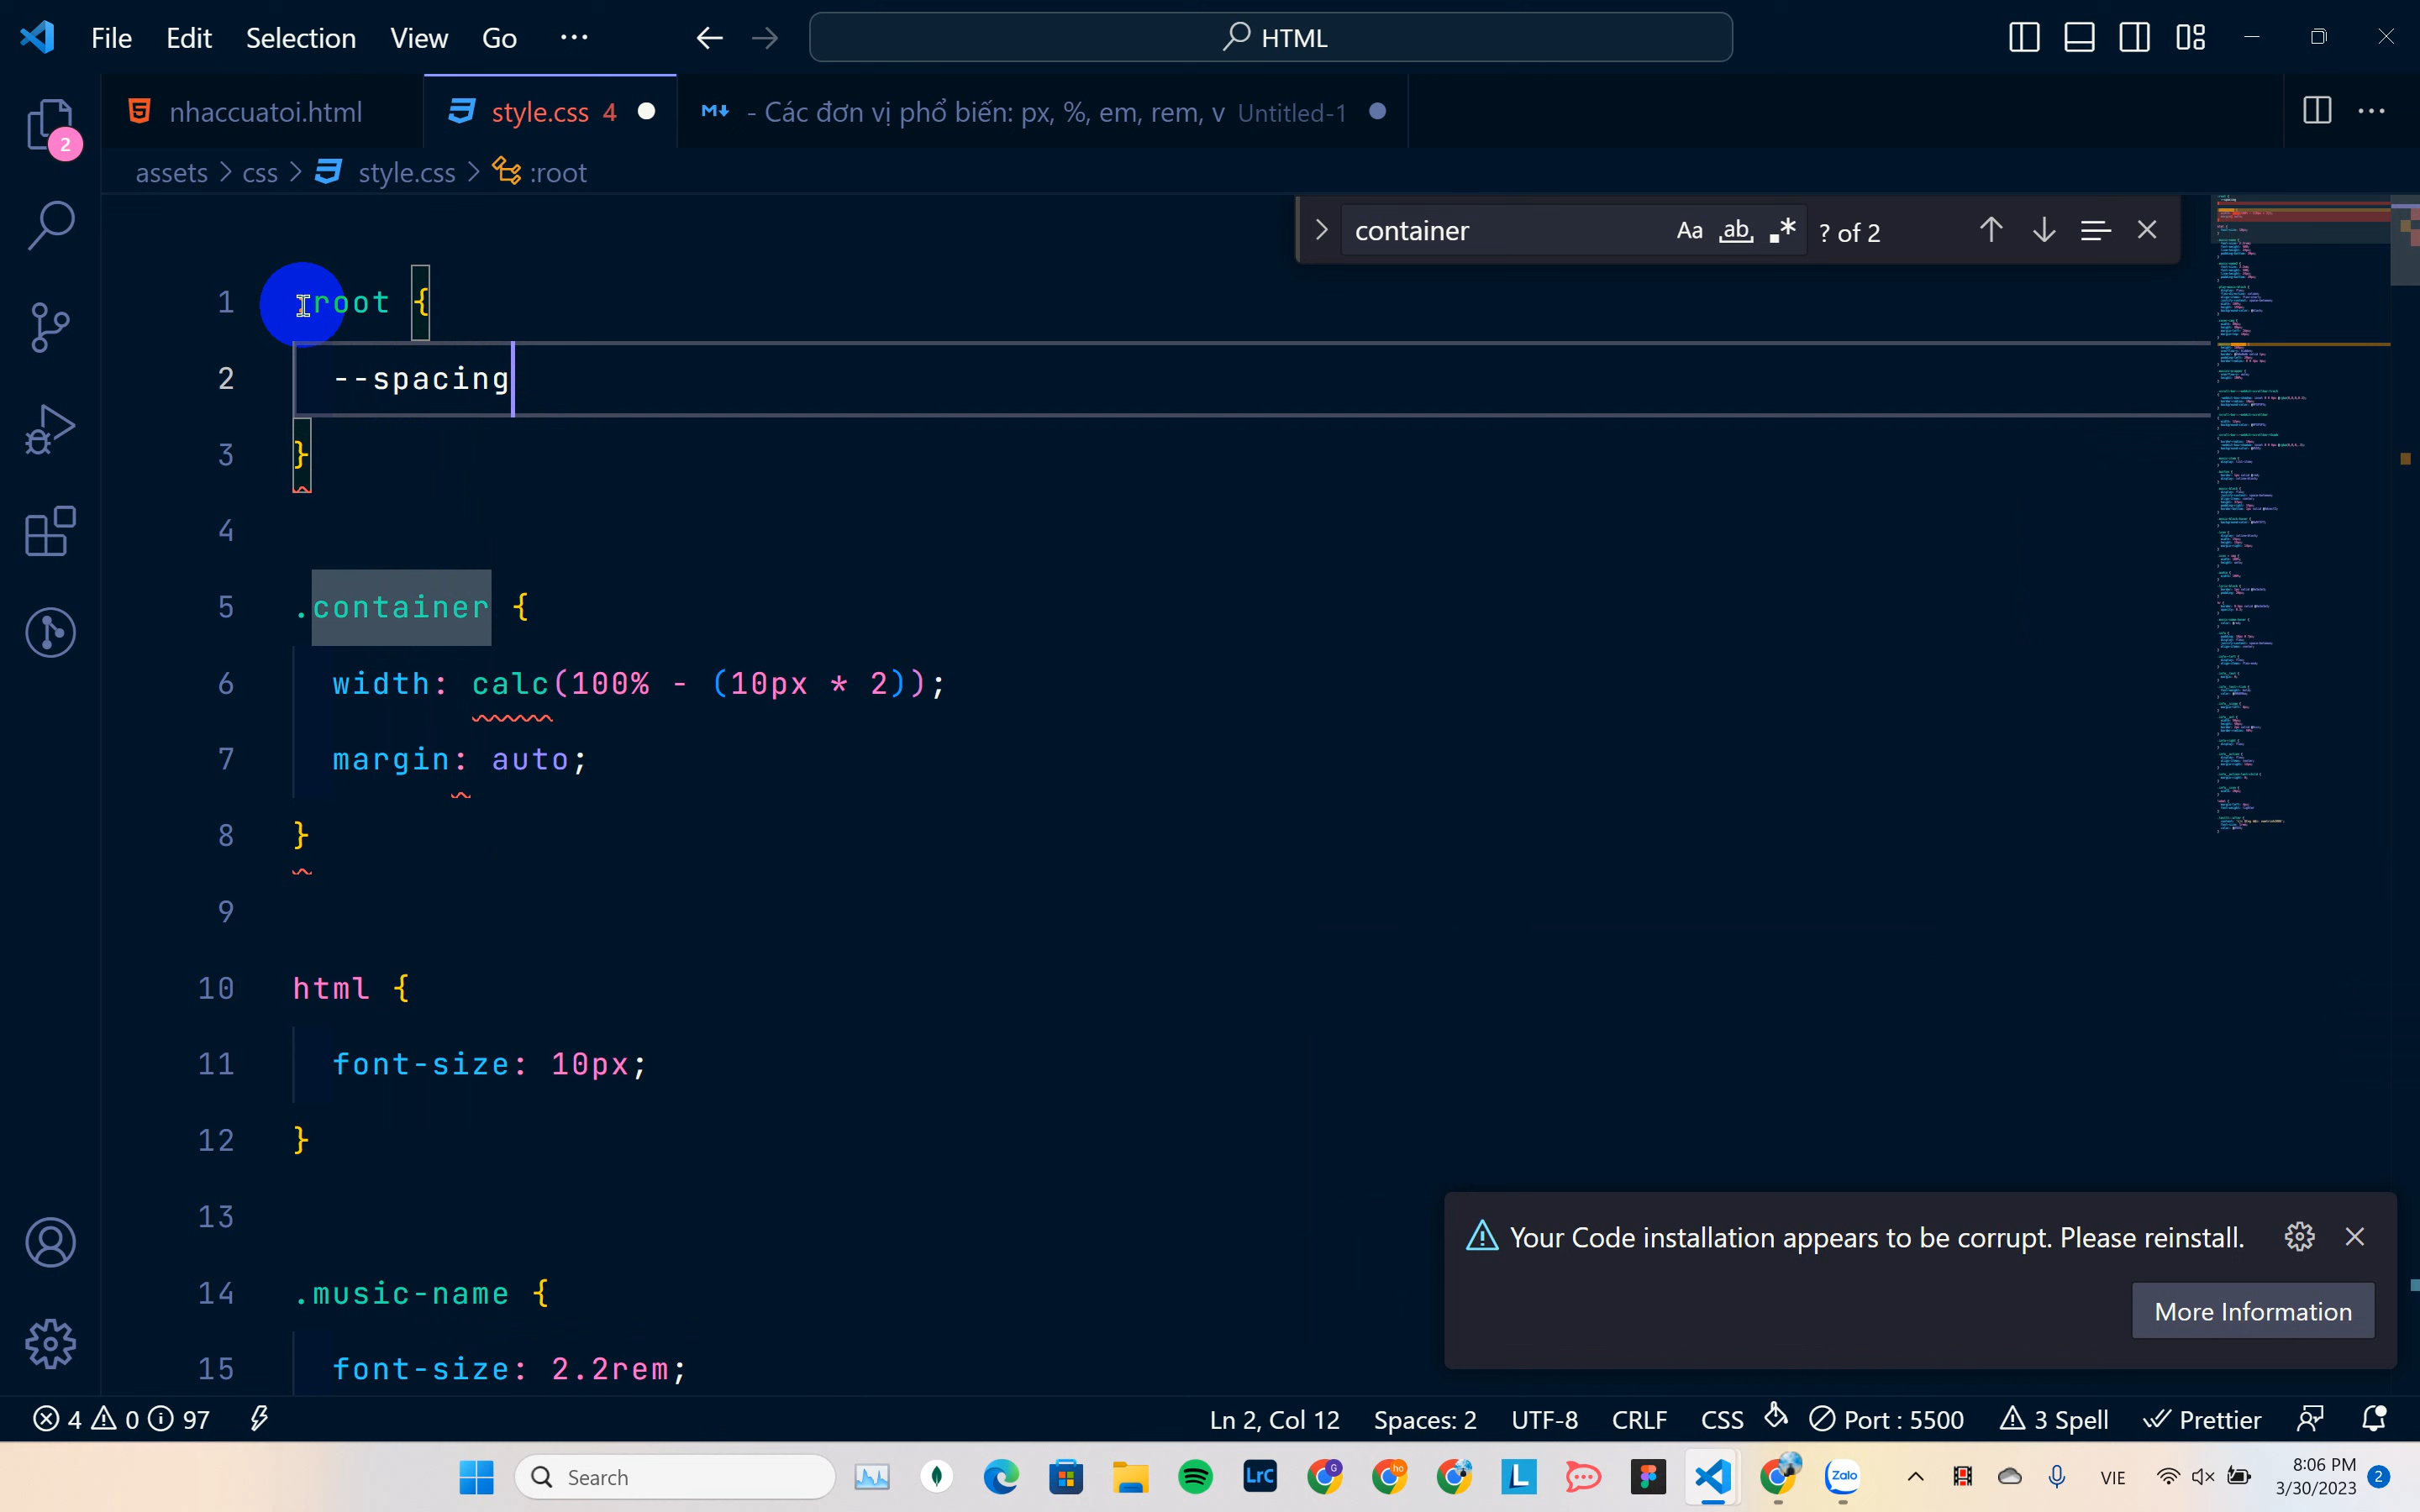 File Edit Selection View Go ···
HTML
nhaccuatoi.html
style.css 4
- Các đơn vị phổ biến: px, %, em, rem, v Untitled-1
assets > css > style.css > :root
container
Aa ab .* ? of 2
1 :root {
2 --spacing
3 }
4
5 .container {
6 width: calc(100% - (10px * 2));
7 margin: auto;
8 }
9
10 html {
11 font-size: 10px;
12 }
13
14 .music-name {
15 font-size: 2.2rem;
2
Your Code installation appears to be corrupt. Please reinstall.
More Information
4 0 97
Ln 2, Col 12 Spaces: 2 UTF-8 CRLF CSS Port : 5500 3 Spell Prettier
Search
LrC
L
Zalo
VIE
8:06 PM
3/30/2023
2